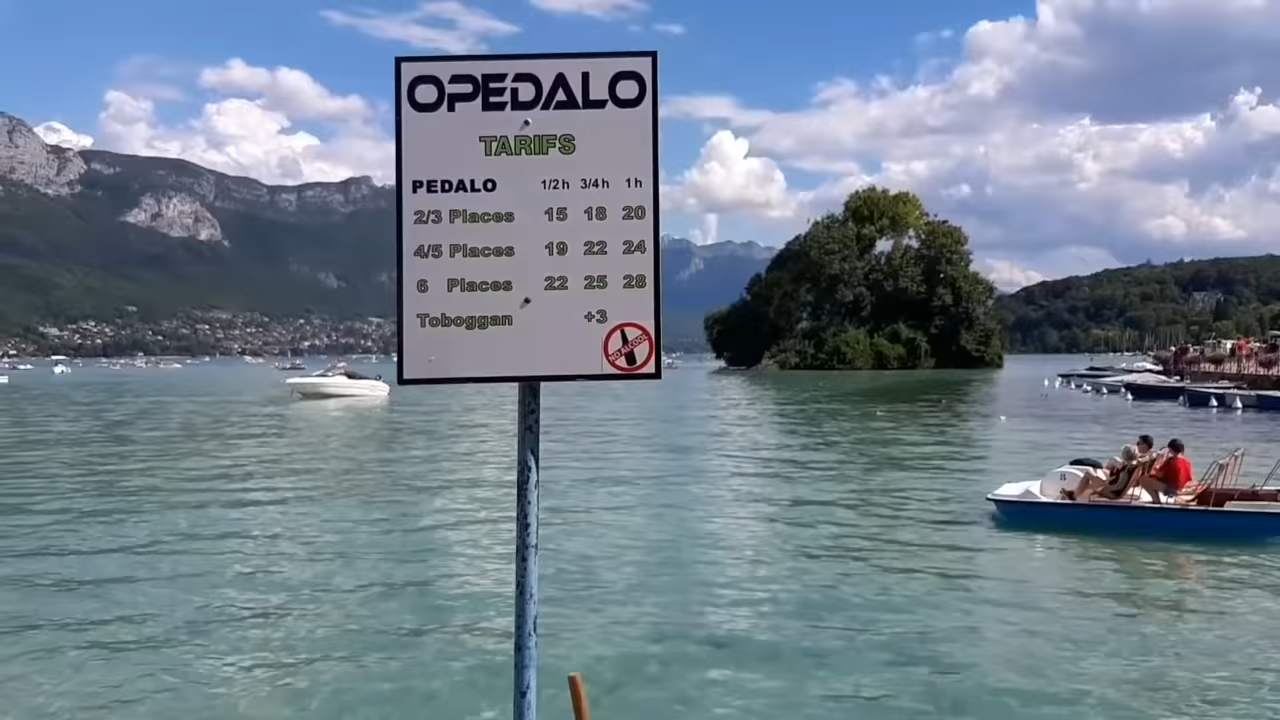 OPEDALO
TARIFS
PEDALO 1/2h 3/4h 1h
2/3 Places 15 18 20
4/5 Places 19 22 24
6 Places 22 25 28
Toboggan +3
NO ALCOOL